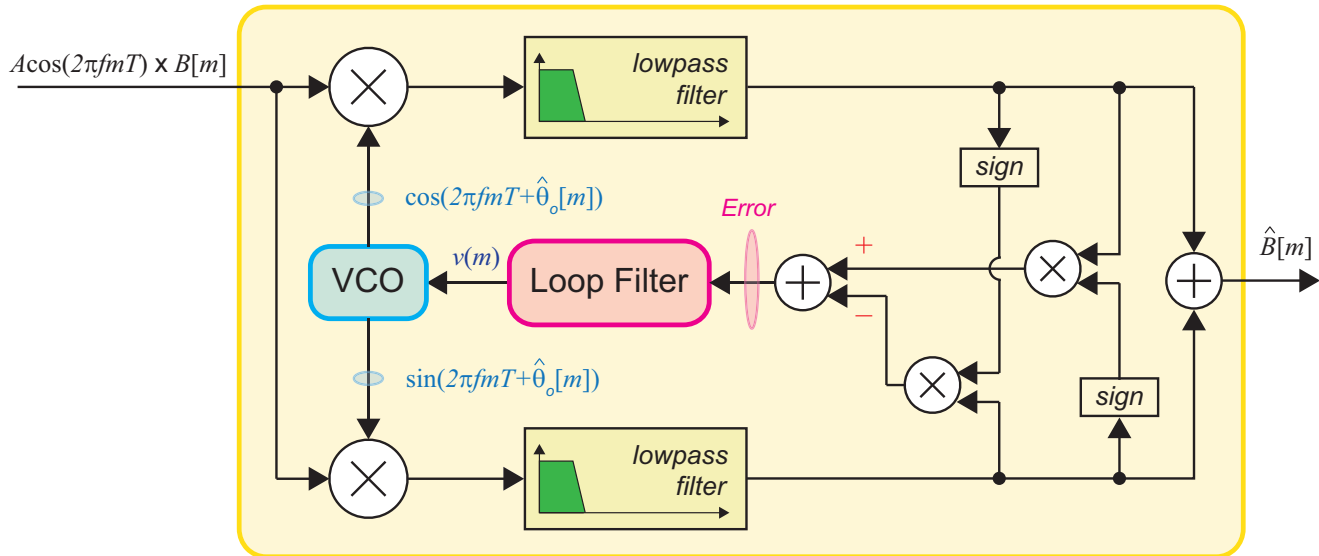 Acos(2πfmT) x B[m]
lowpass
filter
sign
cos(2πfmT+θ̂ₒ[m])
Error
+
B̂[m]
VCO
v(m)
Loop Filter
−
sin(2πfmT+θ̂ₒ[m])
sign
lowpass
filter